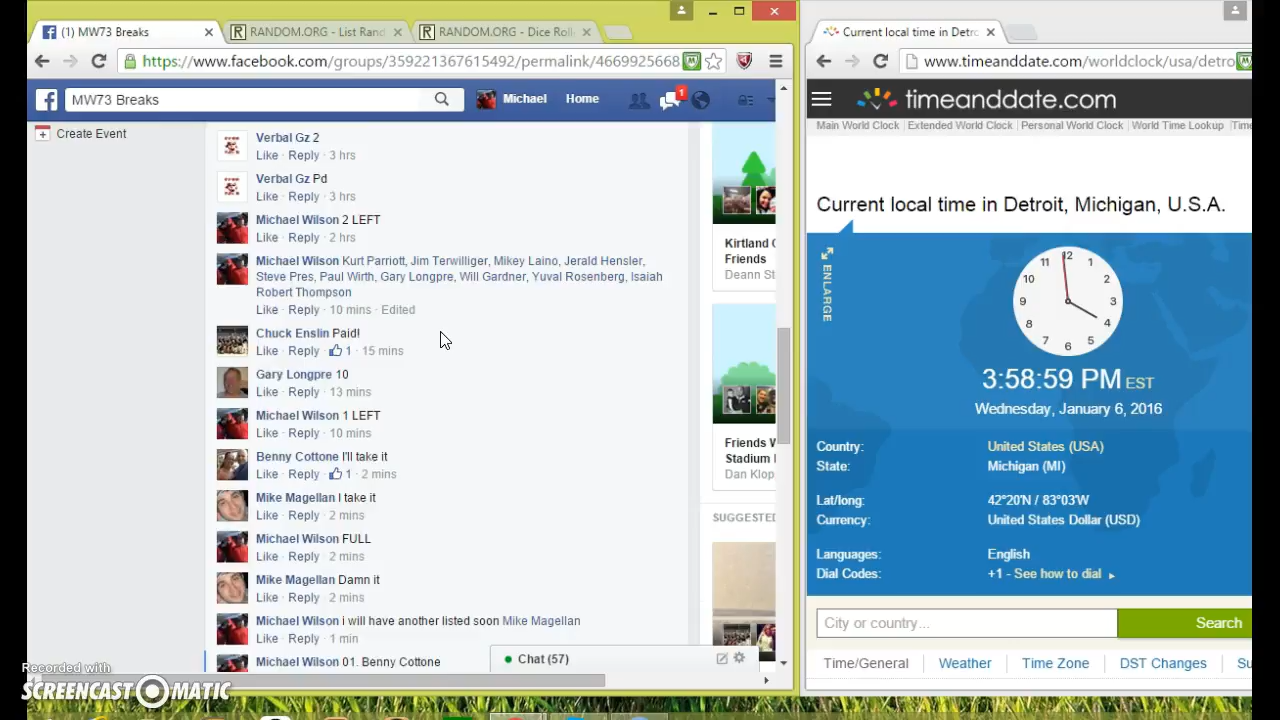 (1) MW73 Breaks
RANDOM.ORG - List Rand
RANDOM.ORG - Dice Roll
https://www.facebook.com/groups/359221367615492/permalink/4669925668
MW73 Breaks
Michael
Home
1
Create Event
Verbal Gz 2
Like · Reply · 3 hrs
Verbal Gz Pd
Like · Reply · 3 hrs
Michael Wilson 2 LEFT
Like · Reply · 2 hrs
Michael Wilson Kurt Parriott, Jim Terwilliger, Mikey Laino, Jerald Hensler,
Steve Pres, Paul Wirth, Gary Longpre, Will Gardner, Yuval Rosenberg, Isaiah
Robert Thompson
Like · Reply · 10 mins · Edited
Chuck Enslin Paid!
Like · Reply · 1 · 15 mins
Gary Longpre 10
Like · Reply · 13 mins
Michael Wilson 1 LEFT
Like · Reply · 10 mins
Benny Cottone I'll take it
Like · Reply · 1 · 2 mins
Mike Magellan I take it
Like · Reply · 2 mins
Michael Wilson FULL
Like · Reply · 2 mins
Mike Magellan Damn it
Like · Reply · 2 mins
Michael Wilson i will have another listed soon Mike Magellan
Like · Reply · 1 min
Michael Wilson 01. Benny Cottone
Kirtland C
Friends
Deann St
Friends W
Stadium
Dan Klop
SUGGESTED
Chat (57)
Recorded with
SCREENCAST-O-MATIC
Current local time in Detro
www.timeanddate.com/worldclock/usa/detro
timeanddate.com
Main World Clock | Extended World Clock | Personal World Clock | World Time Lookup | Time
Current local time in Detroit, Michigan, U.S.A.
ENLARGE
12
1
2
3
4
5
6
7
8
9
10
11
3:58:59 PM EST
Wednesday, January 6, 2016
Country: United States (USA)
State: Michigan (MI)
Lat/long: 42°20'N / 83°03'W
Currency: United States Dollar (USD)
Languages: English
Dial Codes: +1 - See how to dial
City or country...
Search
Time/General
Weather
Time Zone
DST Changes
Su